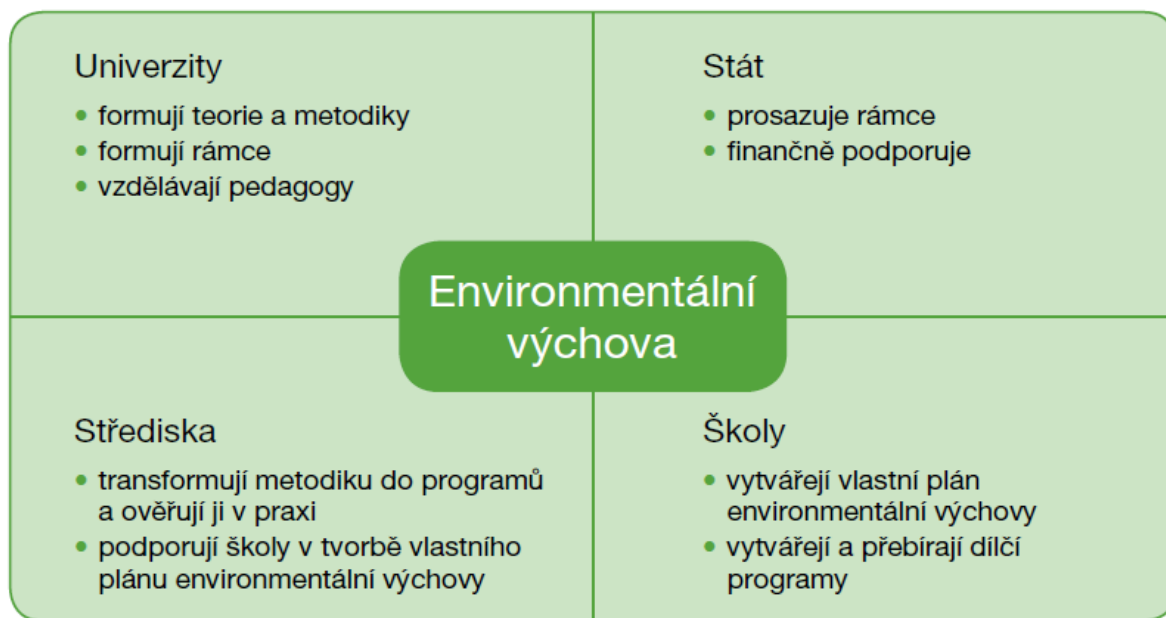 Univerzity
• formují teorie a metodiky
• formují rámce
• vzdělávají pedagogy
Stát
• prosazuje rámce
• finančně podporuje
Environmentální
výchova
Střediska
• transformují metodiku do programů
a ověřují ji v praxi
• podporují školy v tvorbě vlastního
plánu environmentální výchovy
Školy
• vytvářejí vlastní plán
environmentální výchovy
• vytvářejí a přebírají dílčí
programy